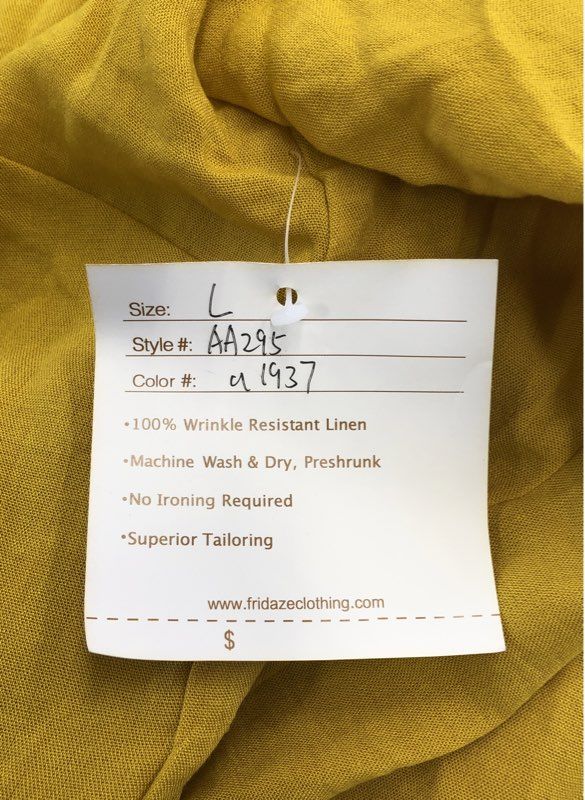 Size: L
Style #: AA295
Color #: a1937
•100% Wrinkle Resistant Linen
•Machine Wash & Dry, Preshrunk
•No Ironing Required
•Superior Tailoring
www.fridazeclothing.com
$